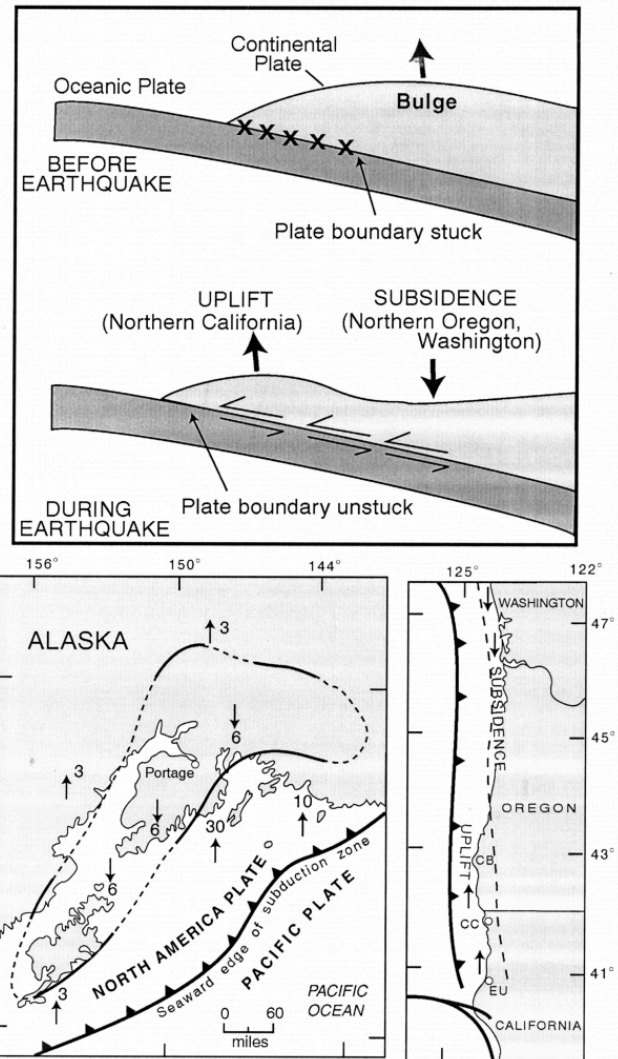 Continental
Plate
Oceanic Plate
Bulge
X X X X X
BEFORE
EARTHQUAKE
Plate boundary stuck
UPLIFT
(Northern California)
SUBSIDENCE
(Northern Oregon,
Washington)
Plate boundary unstuck
DURING
EARTHQUAKE
156° 150° 144°
ALASKA
3
6
3
Portage
6
30
10
6
3
NORTH AMERICA PLATE
Seaward edge of subduction zone
PACIFIC PLATE
PACIFIC
OCEAN
0 60
miles
125° 122°
WASHINGTON
47°
SUBSIDENCE
45°
OREGON
UPLIFT
43°
CB
CC
41°
EU
CALIFORNIA